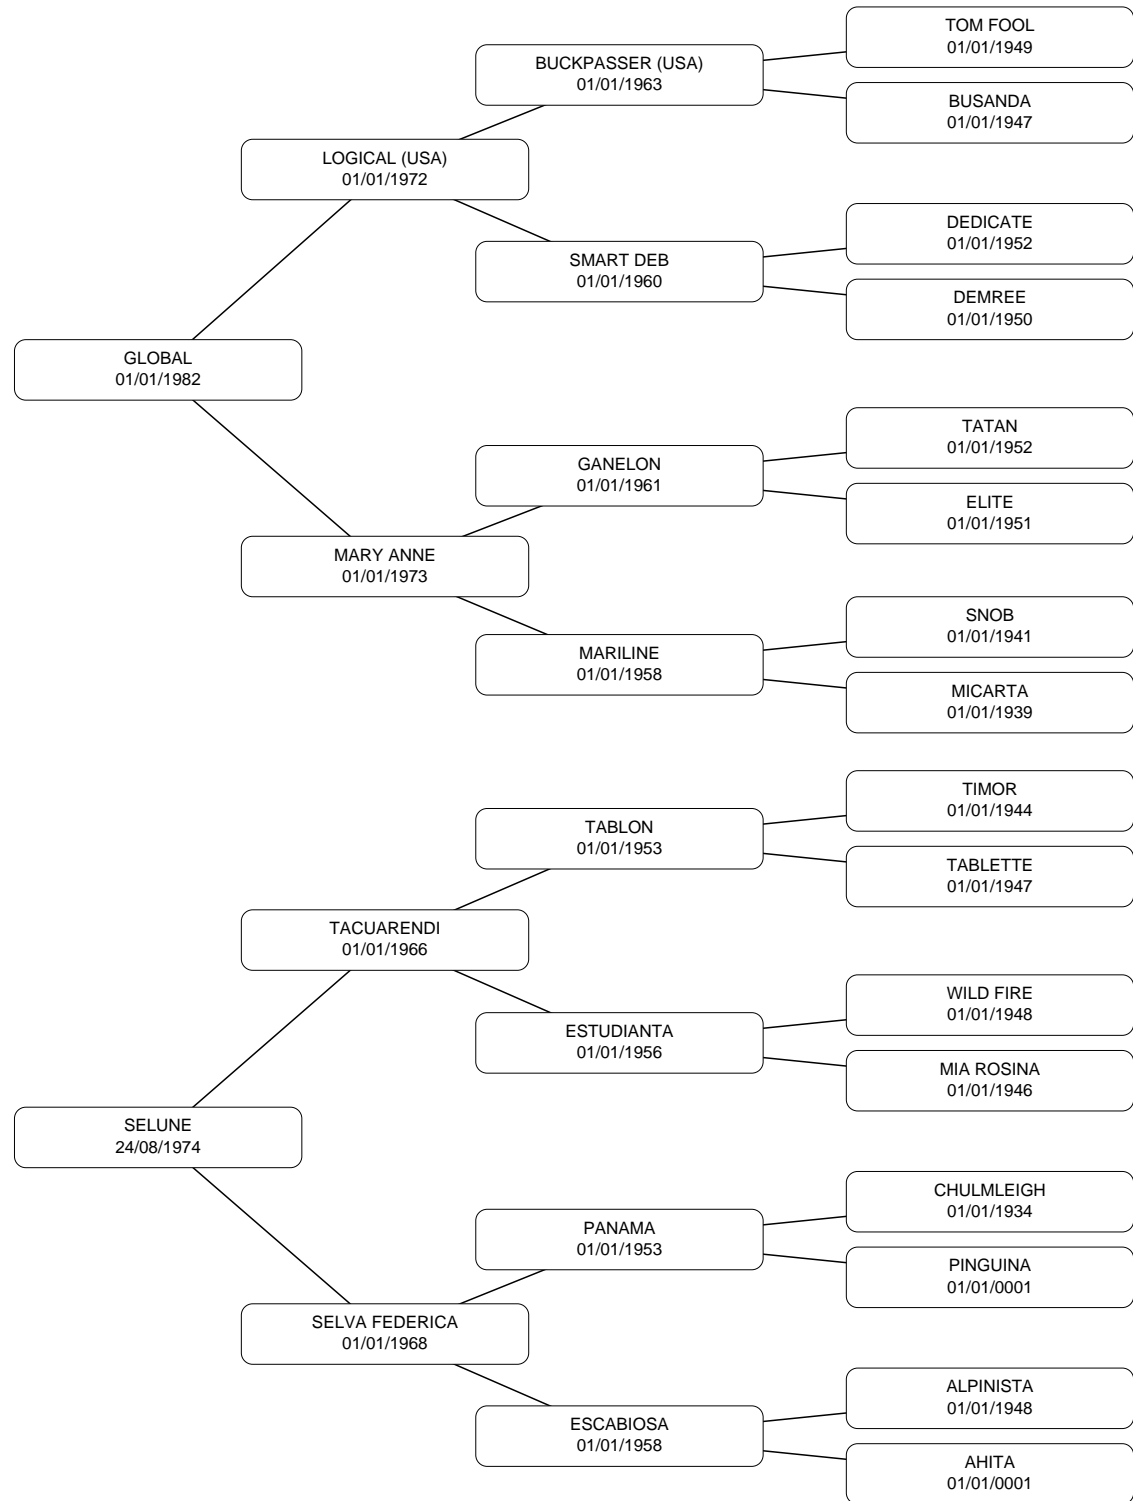 TOM FOOL
01/01/1949
BUCKPASSER (USA)
01/01/1963
BUSANDA
01/01/1947
LOGICAL (USA)
01/01/1972
DEDICATE
01/01/1952
SMART DEB
01/01/1960
DEMREE
01/01/1950
GLOBAL
01/01/1982
TATAN
01/01/1952
GANELON
01/01/1961
ELITE
01/01/1951
MARY ANNE
01/01/1973
SNOB
01/01/1941
MARILINE
01/01/1958
MICARTA
01/01/1939
TIMOR
01/01/1944
TABLON
01/01/1953
TABLETTE
01/01/1947
TACUARENDI
01/01/1966
WILD FIRE
01/01/1948
ESTUDIANTA
01/01/1956
MIA ROSINA
01/01/1946
SELUNE
24/08/1974
CHULMLEIGH
01/01/1934
PANAMA
01/01/1953
PINGUINA
01/01/0001
SELVA FEDERICA
01/01/1968
ALPINISTA
01/01/1948
ESCABIOSA
01/01/1958
AHITA
01/01/0001